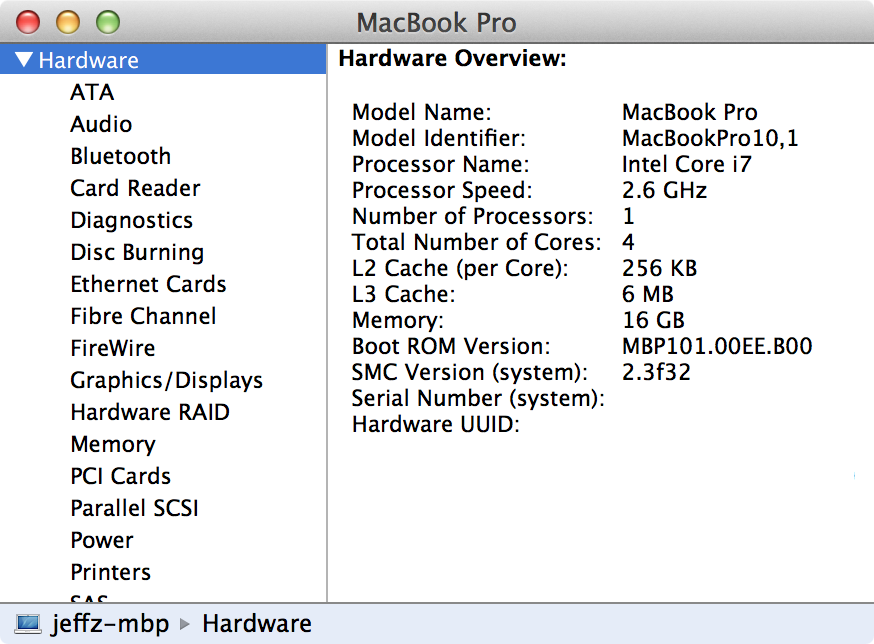 MacBook Pro
Hardware
ATA
Audio
Bluetooth
Card Reader
Diagnostics
Disc Burning
Ethernet Cards
Fibre Channel
FireWire
Graphics/Displays
Hardware RAID
Memory
PCI Cards
Parallel SCSI
Power
Printers
SAS
Hardware Overview:
Model Name: MacBook Pro
Model Identifier: MacBookPro10,1
Processor Name: Intel Core i7
Processor Speed: 2.6 GHz
Number of Processors: 1
Total Number of Cores: 4
L2 Cache (per Core): 256 KB
L3 Cache: 6 MB
Memory: 16 GB
Boot ROM Version: MBP101.00EE.B00
SMC Version (system): 2.3f32
Serial Number (system):
Hardware UUID:
jeffz-mbp Hardware